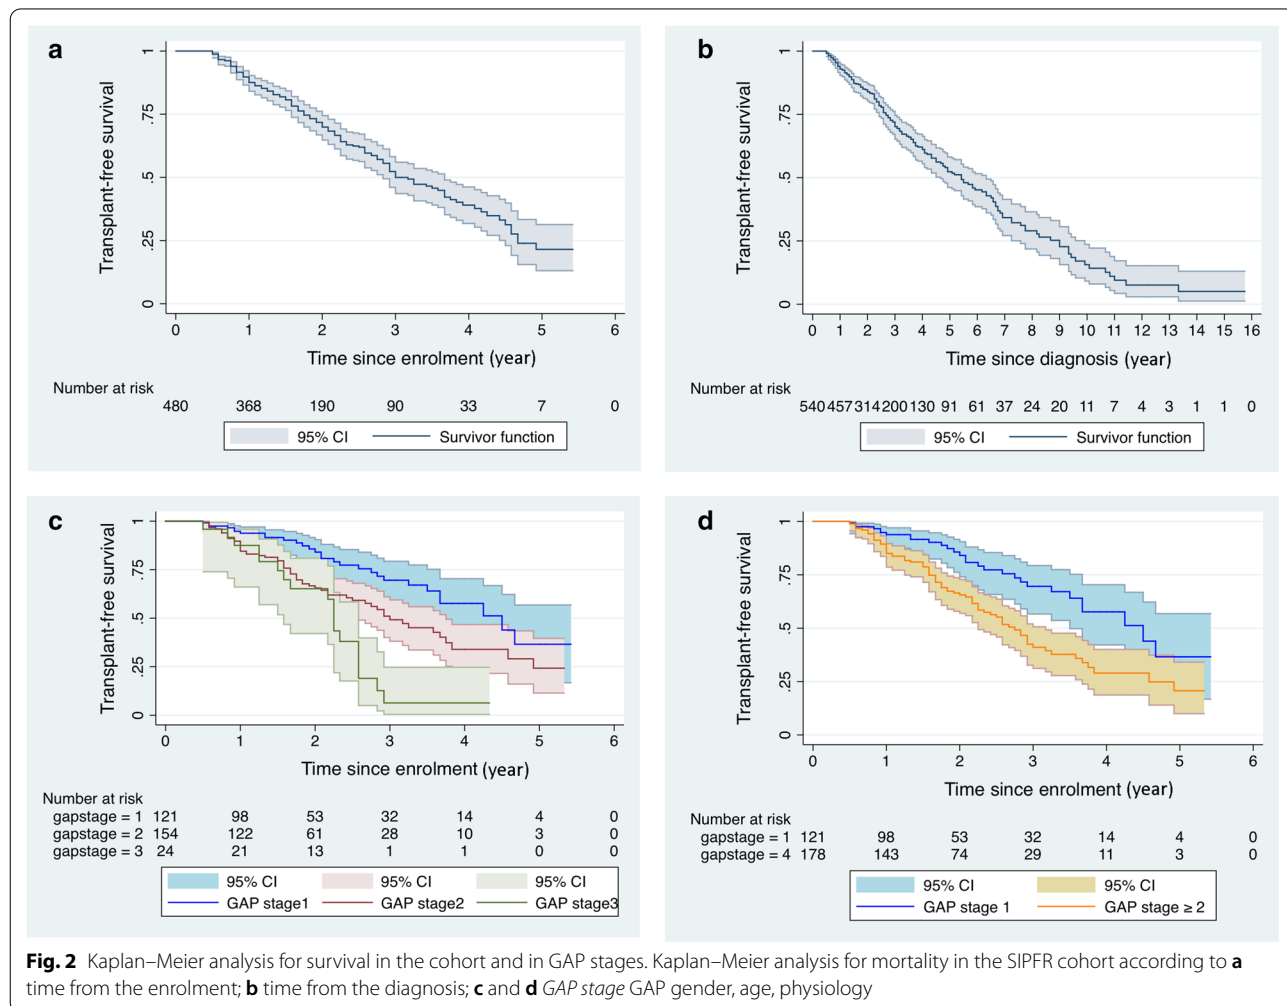 a
Transplant-free survival
1
.75
.5
.25
0
0 1 2 3 4 5 6
Time since enrolment (year)
Number at risk
480 368 190 90 33 7 0
95% CI Survivor function
b
Transplant-free survival
1
.75
.5
.25
0
0 1 2 3 4 5 6 7 8 9 10 11 12 13 14 15 16
Time since diagnosis (year)
Number at risk
540 457 314 200 130 91 61 37 24 20 11 7 4 3 1 1 0
95% CI Survivor function
c
Transplant-free survival
1
.75
.5
.25
0
0 1 2 3 4 5 6
Time since enrolment (year)
Number at risk
gapstage = 1 121 98 53 32 14 4 0
gapstage = 2 154 122 61 28 10 3 0
gapstage = 3 24 21 13 1 1 0 0
95% CI 95% CI 95% CI
GAP stage1 GAP stage2 GAP stage3
d
Transplant-free survival
1
.75
.5
.25
0
0 1 2 3 4 5 6
Time since enrolment (year)
Number at risk
gapstage = 1 121 98 53 32 14 4 0
gapstage = 4 178 143 74 29 11 3 0
95% CI 95% CI
GAP stage 1 GAP stage ≥ 2
Fig. 2 Kaplan–Meier analysis for survival in the cohort and in GAP stages. Kaplan–Meier analysis for mortality in the SIPFR cohort according to a
time from the enrolment; b time from the diagnosis; c and d GAP stage GAP gender, age, physiology